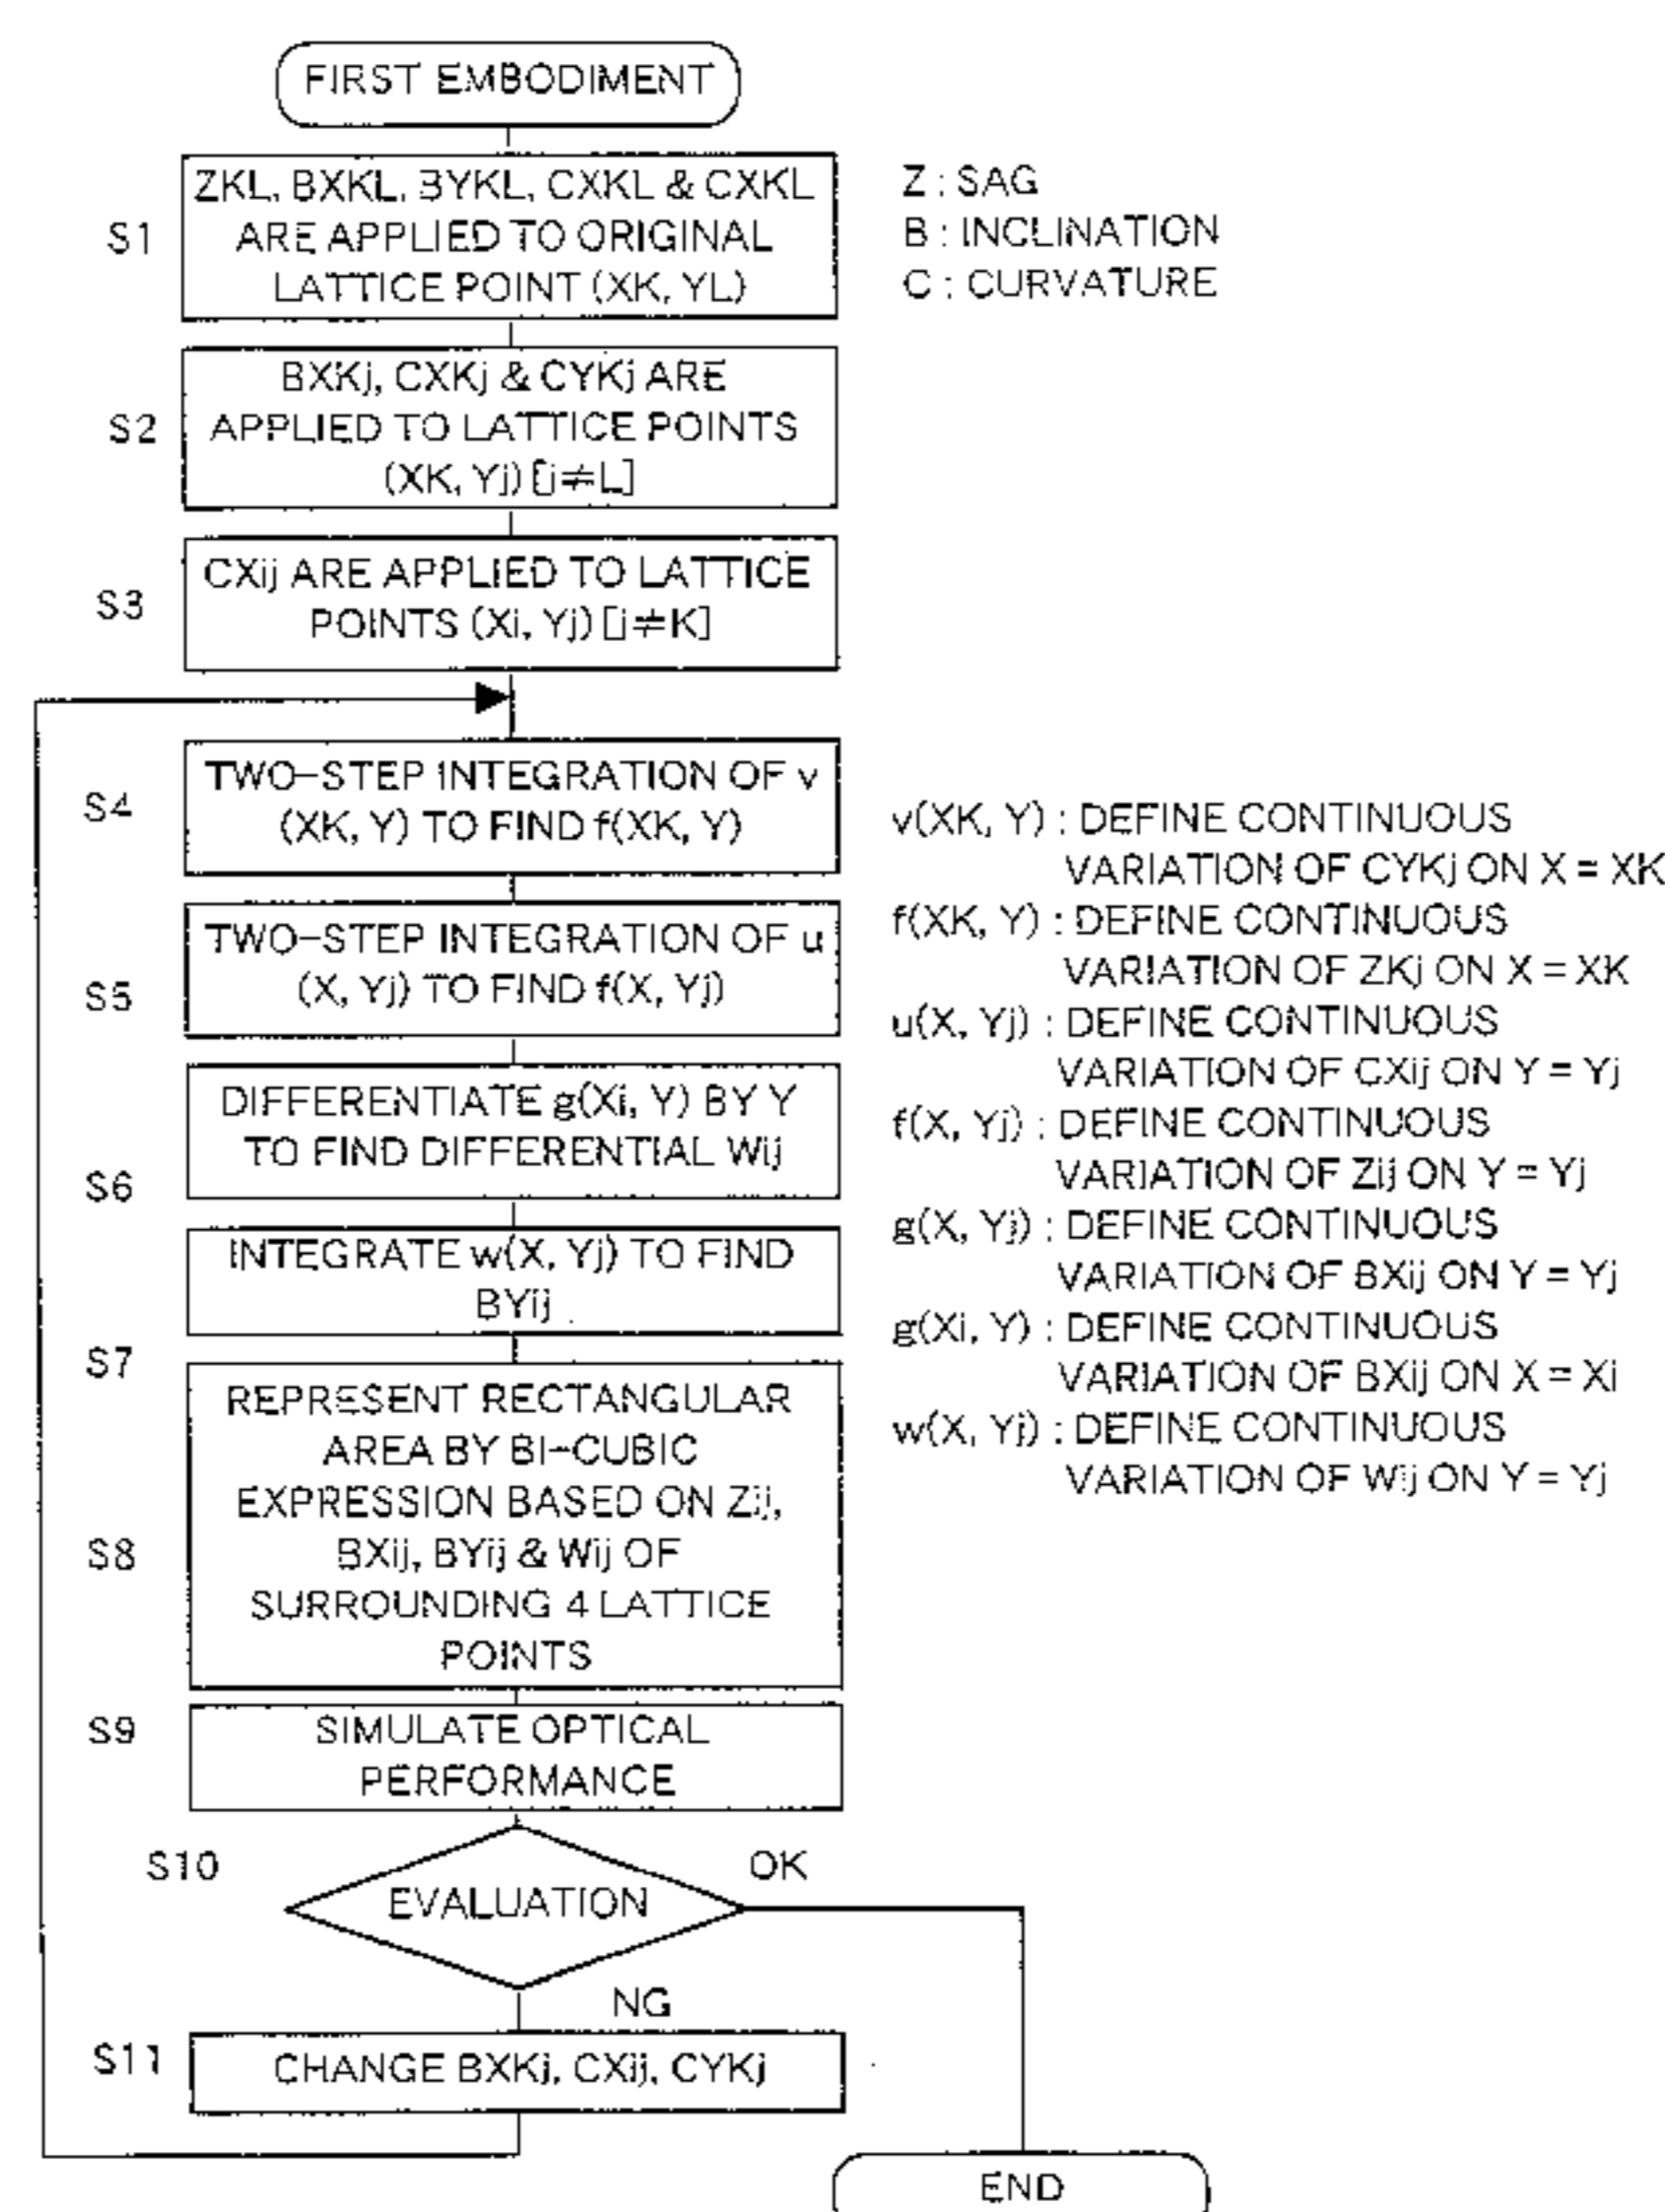 FIRST EMBODIMENT
S1
ZKL, BXKL, BYKL, CXKL & CXKL
ARE APPLIED TO ORIGINAL
LATTICE POINT (XK, YL)
Z : SAG
B : INCLINATION
C : CURVATURE
S2
BXKj, CXKj & CYKj ARE
APPLIED TO LATTICE POINTS
(XK, Yj) [j≠L]
S3
CXij ARE APPLIED TO LATTICE
POINTS (Xi, Yj) [i≠K]
S4
TWO-STEP INTEGRATION OF v
(XK, Y) TO FIND f(XK, Y)
S5
TWO-STEP INTEGRATION OF u
(X, Yj) TO FIND f(X, Yj)
S6
DIFFERENTIATE g(Xi, Y) BY Y
TO FIND DIFFERENTIAL Wij
S7
INTEGRATE w(X, Yj) TO FIND
BYij
S8
REPRESENT RECTANGULAR
AREA BY BI-CUBIC
EXPRESSION BASED ON Zij,
BXij, BYij & Wij OF
SURROUNDING 4 LATTICE
POINTS
S9
SIMULATE OPTICAL
PERFORMANCE
S10
EVALUATION
OK
NG
S11
CHANGE BXKj, CXij, CYKj
END
v(XK, Y) : DEFINE CONTINUOUS
VARIATION OF CYKj ON X = XK
f(XK, Y) : DEFINE CONTINUOUS
VARIATION OF ZKj ON X = XK
u(X, Yj) : DEFINE CONTINUOUS
VARIATION OF CXij ON Y = Yj
f(X, Yj) : DEFINE CONTINUOUS
VARIATION OF Zij ON Y = Yj
g(X, Yj) : DEFINE CONTINUOUS
VARIATION OF BXij ON Y = Yj
g(Xi, Y) : DEFINE CONTINUOUS
VARIATION OF BXij ON X = Xi
w(X, Yj) : DEFINE CONTINUOUS
VARIATION OF Wij ON Y = Yj